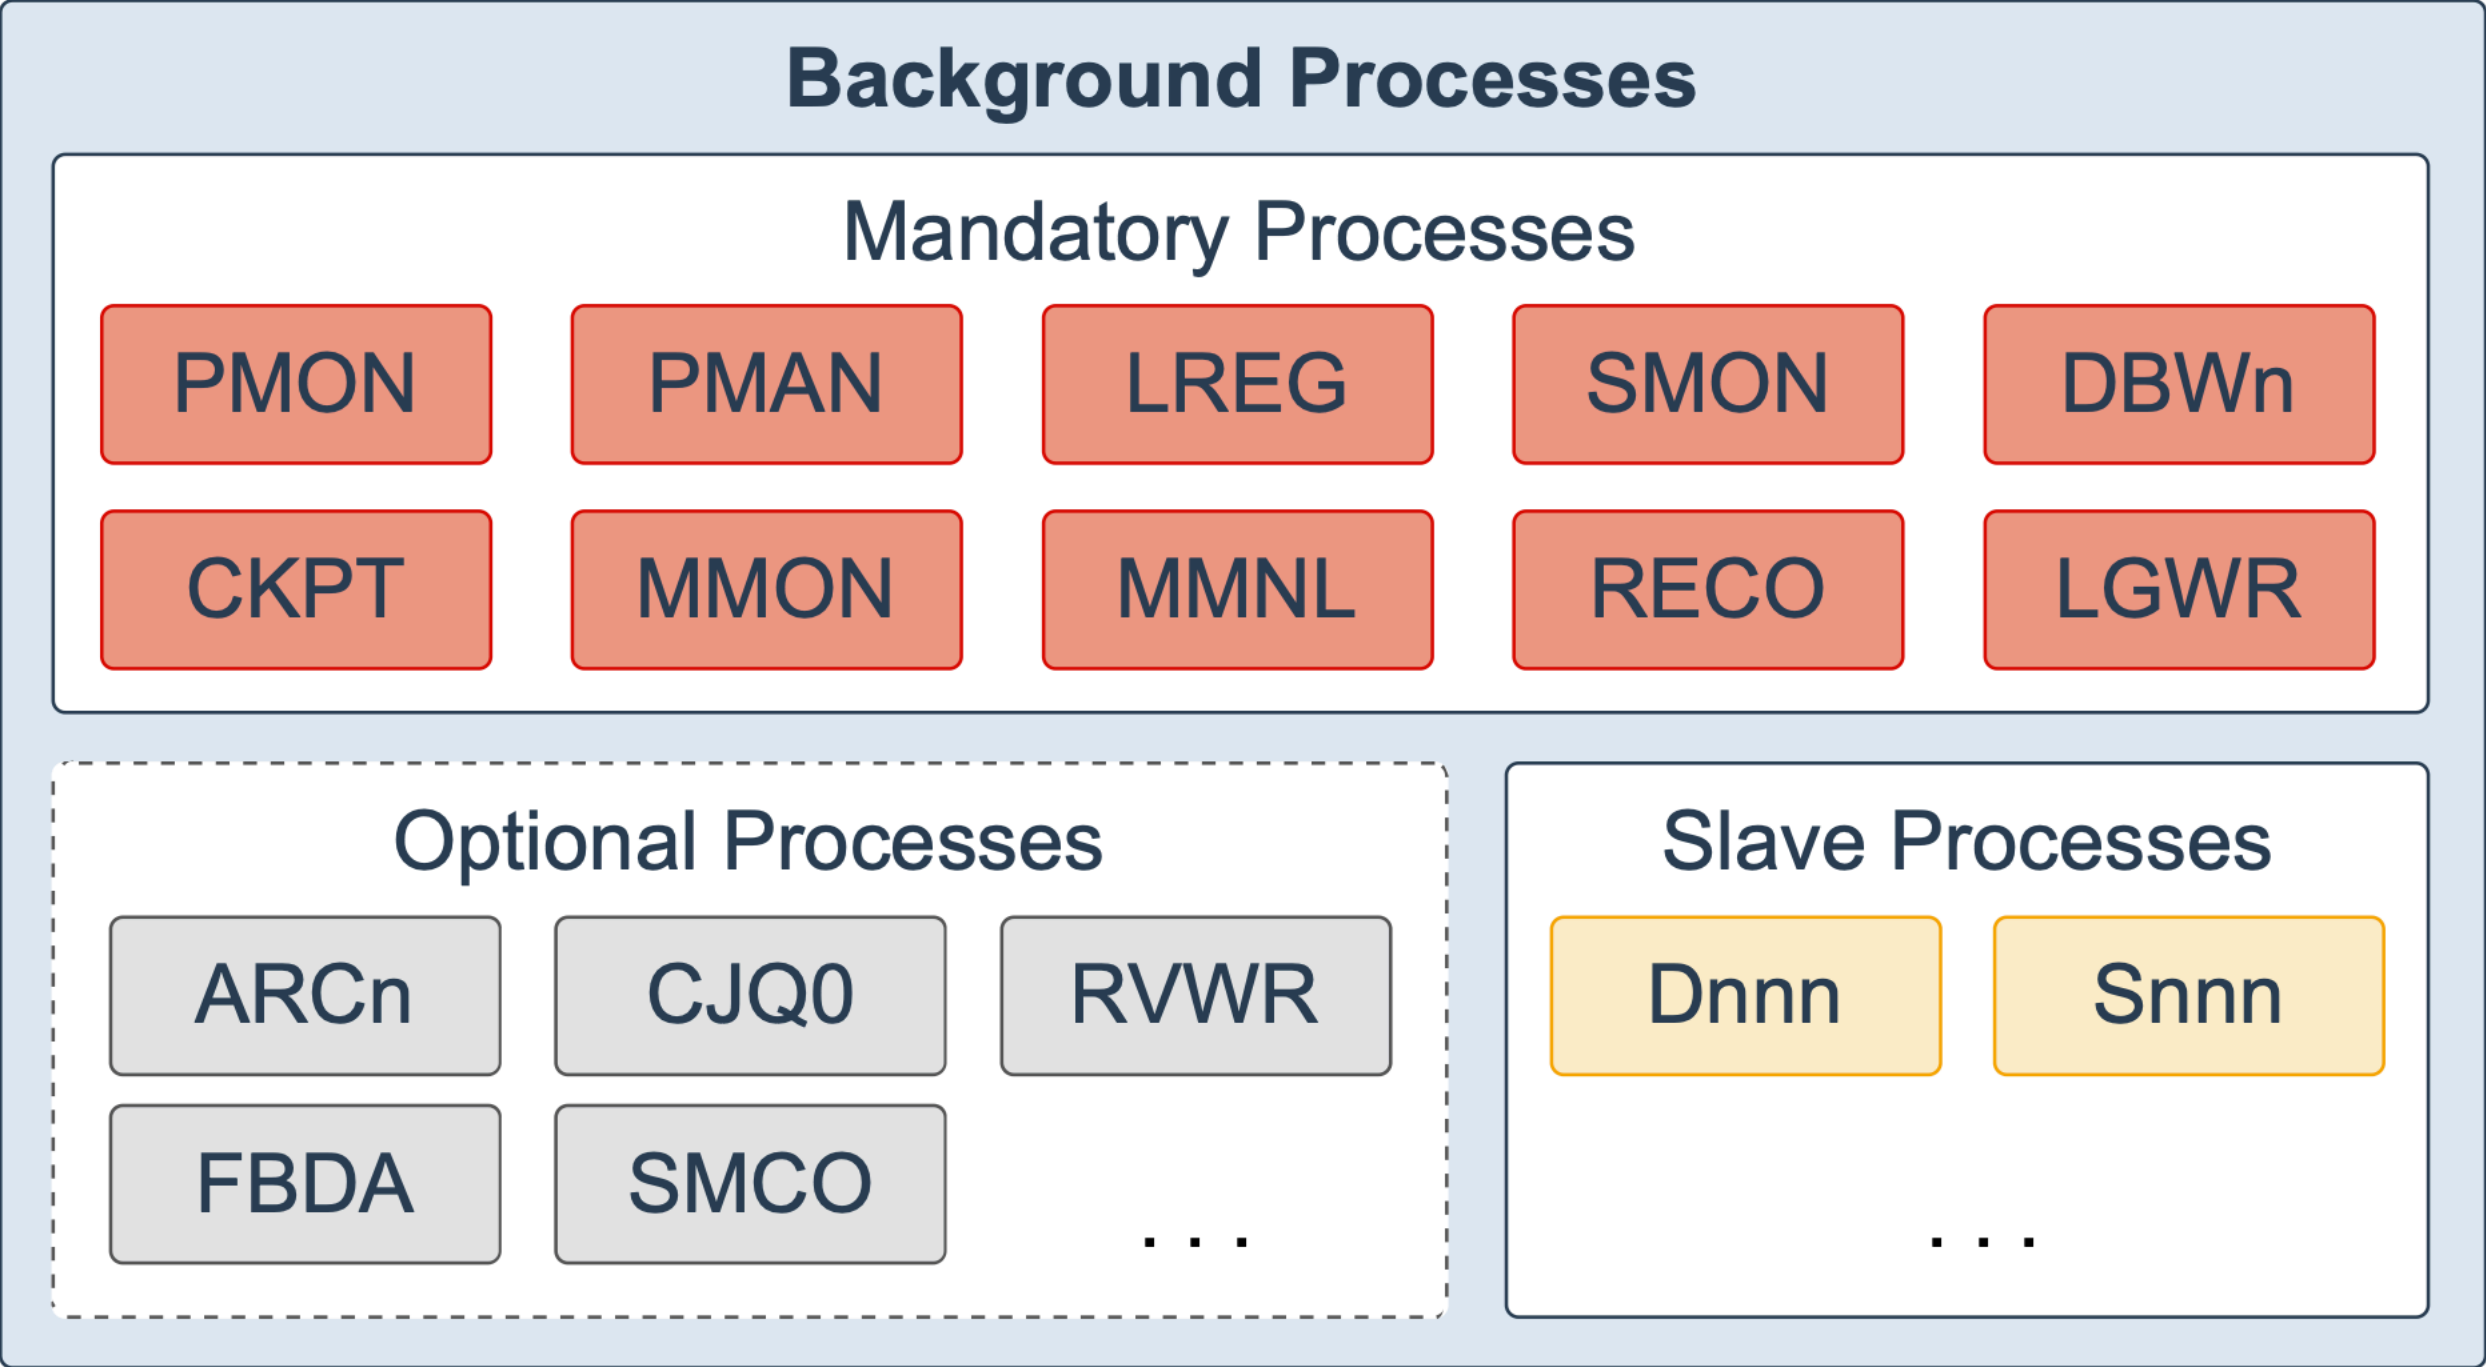 Background Processes
Mandatory Processes
PMON PMAN LREG SMON DBWn
CKPT MMON MMNL RECO LGWR
Optional Processes
ARCn CJQ0 RVWR
FBDA SMCO . . .
Slave Processes
Dnnn Snnn
. . .